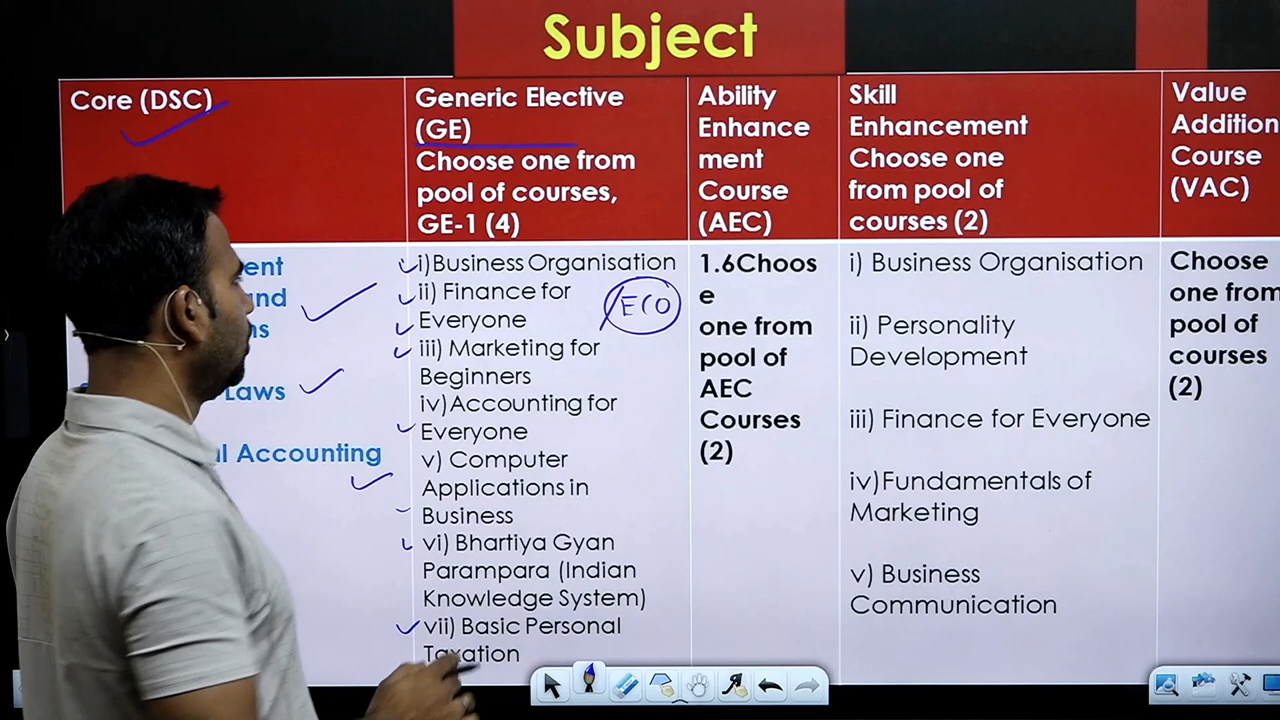 Subject
Core (DSC)
Generic Elective
(GE)
Choose one from
pool of courses,
GE-1 (4)
Ability
Enhance
ment
Course
(AEC)
Skill
Enhancement
Choose one
from pool of
courses (2)
Value
Addition
Course
(VAC)
Laws
Accounting
i)Business Organisation
ii) Finance for
Everyone
iii) Marketing for
Beginners
iv)Accounting for
Everyone
v) Computer
Applications in
Business
vi) Bhartiya Gyan
Parampara (Indian
Knowledge System)
vii) Basic Personal
Taxation
ECO
1.6Choos
e
one from
pool of
AEC
Courses
(2)
i) Business Organisation
ii) Personality
Development
iii) Finance for Everyone
iv)Fundamentals of
Marketing
v) Business
Communication
Choose
one from
pool of
courses
(2)